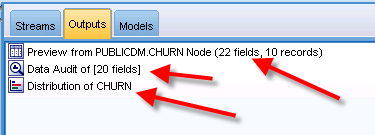 Streams Outputs Models
Preview from PUBLICDM.CHURN Node (22 fields, 10 records)
Data Audit of [20 fields]
Distribution of CHURN